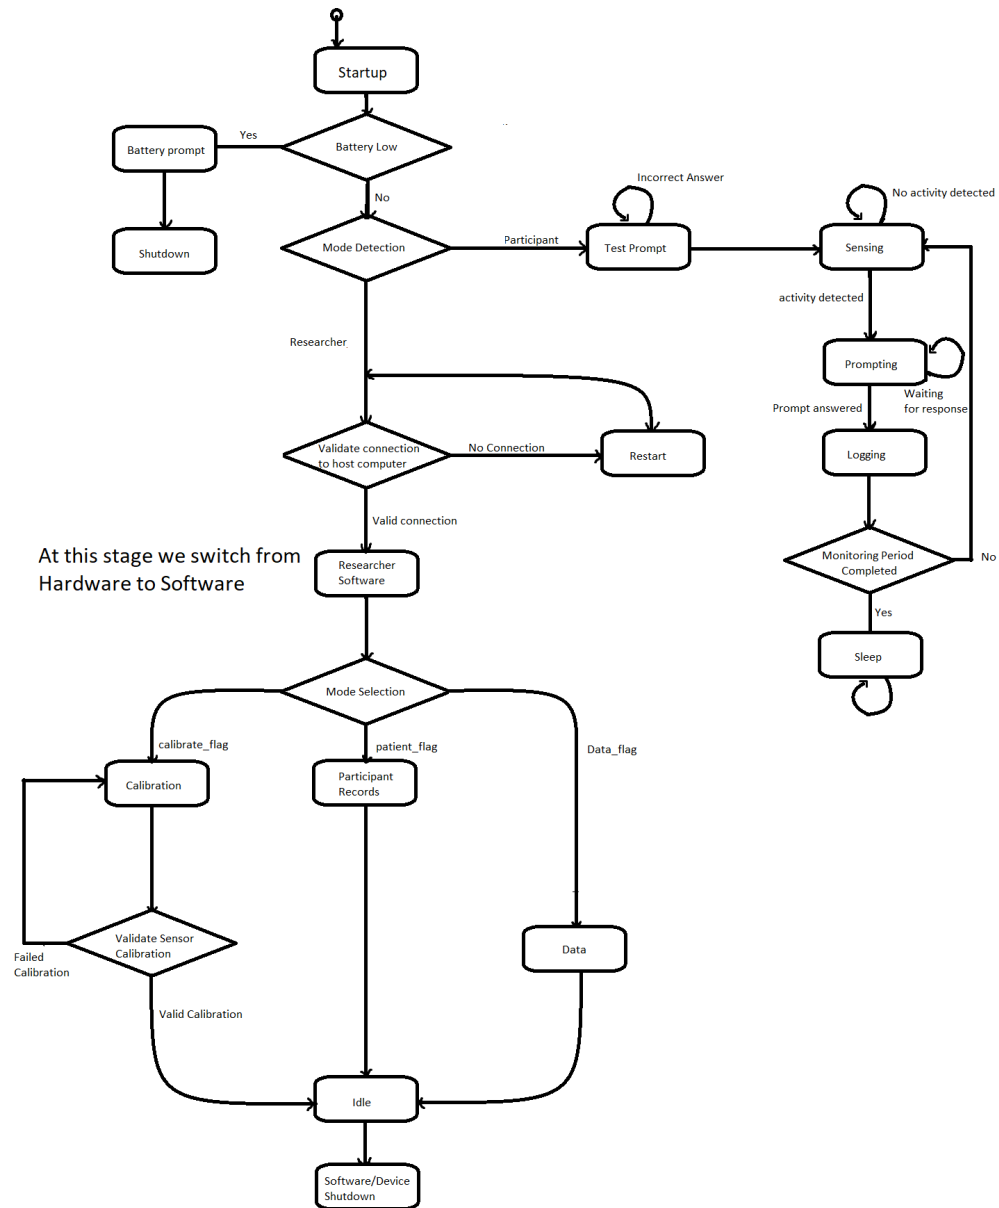 Startup
Yes
Battery Low
Battery prompt
No
Incorrect Answer
No activity detected
Shutdown
Mode Detection
Participant
Test Prompt
Sensing
activity detected
Researcher
Prompting
Waiting
for response
Prompt answered
Validate connection
to host computer
No Connection
Restart
Logging
Valid connection
At this stage we switch from
Hardware to Software
Researcher
Software
Monitoring Period
Completed
No
Yes
Sleep
Mode Selection
calibrate_flag
patient_flag
Data_flag
Calibration
Participant
Records
Validate Sensor
Calibration
Failed
Calibration
Data
Valid Calibration
Idle
Software/Device
Shutdown